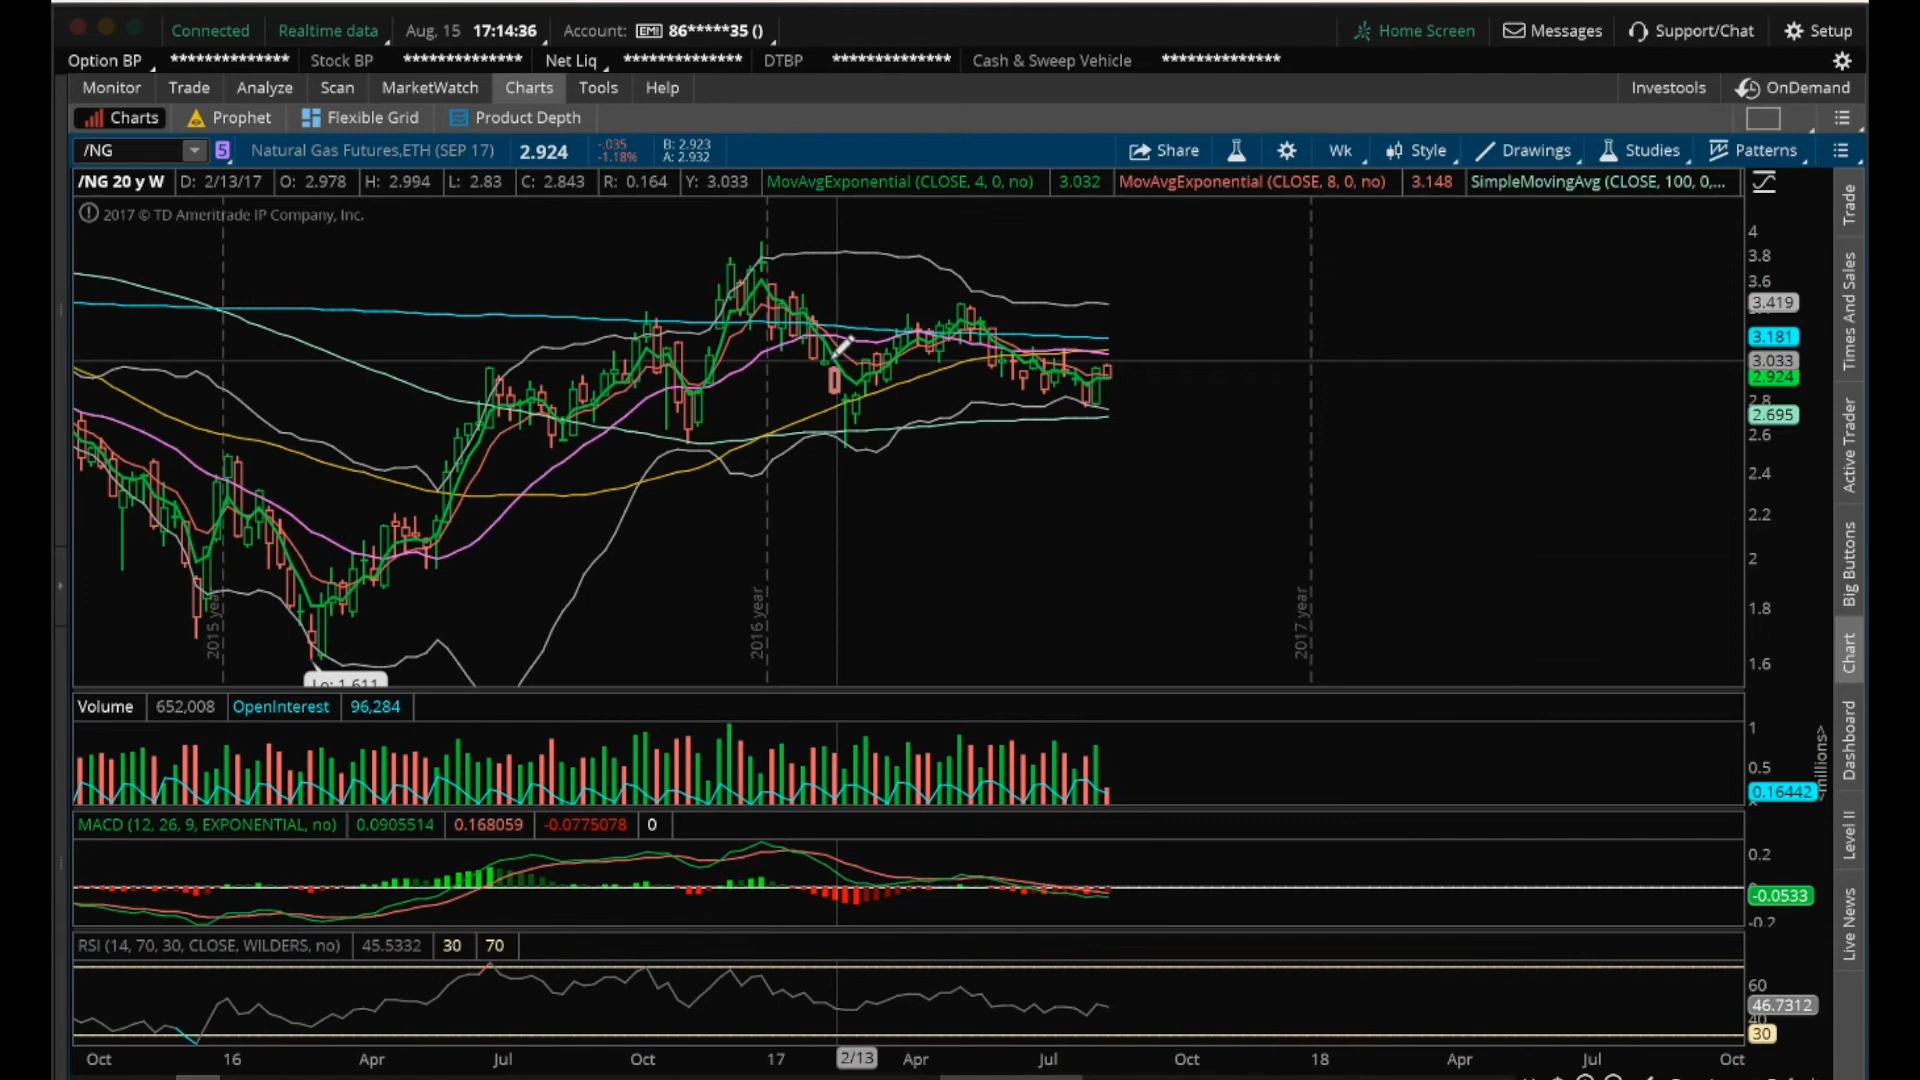 Connected Realtime data Aug, 15 17:14:36 Account: EMI 86*****35 () Home Screen Messages Support/Chat Setup
Option BP ************** Stock BP ************** Net Liq ************** DTBP ************** Cash & Sweep Vehicle **************
Monitor Trade Analyze Scan MarketWatch Charts Tools Help Investools OnDemand
Charts Prophet Flexible Grid Product Depth
/NG 5 Natural Gas Futures,ETH (SEP 17) 2.924 -.035 -1.18% B: 2.923 A: 2.932 Share Wk Style Drawings Studies Patterns
/NG 20 y W D: 2/13/17 O: 2.978 H: 2.994 L: 2.83 C: 2.843 R: 0.164 Y: 3.033 MovAvgExponential (CLOSE, 4, 0, no) 3.032 MovAvgExponential (CLOSE, 8, 0, no) 3.148 SimpleMovingAvg (CLOSE, 100, 0,...
2017 © TD Ameritrade IP Company, Inc.
4
3.8
3.6
3.419
3.181
3.033
2.924
2.8
2.695
2.6
2.4
2.2
2
1.8
1.6
2015 year
2016 year
2017 year
Lo: 1.611
Volume 652,008 OpenInterest 96,284
1
0.5
0.16442
<millions>
MACD (12, 26, 9, EXPONENTIAL, no) 0.0905514 0.168059 -0.0775078 0
0.2
-0.0533
-0.2
RSI (14, 70, 30, CLOSE, WILDERS, no) 45.5332 30 70
60
46.7312
40
30
Oct 16 Apr Jul Oct 17 2/13 Apr Jul Oct 18 Apr Jul Oct
Trade
Times And Sales
Active Trader
Big Buttons
Chart
Dashboard
Level II
Live News